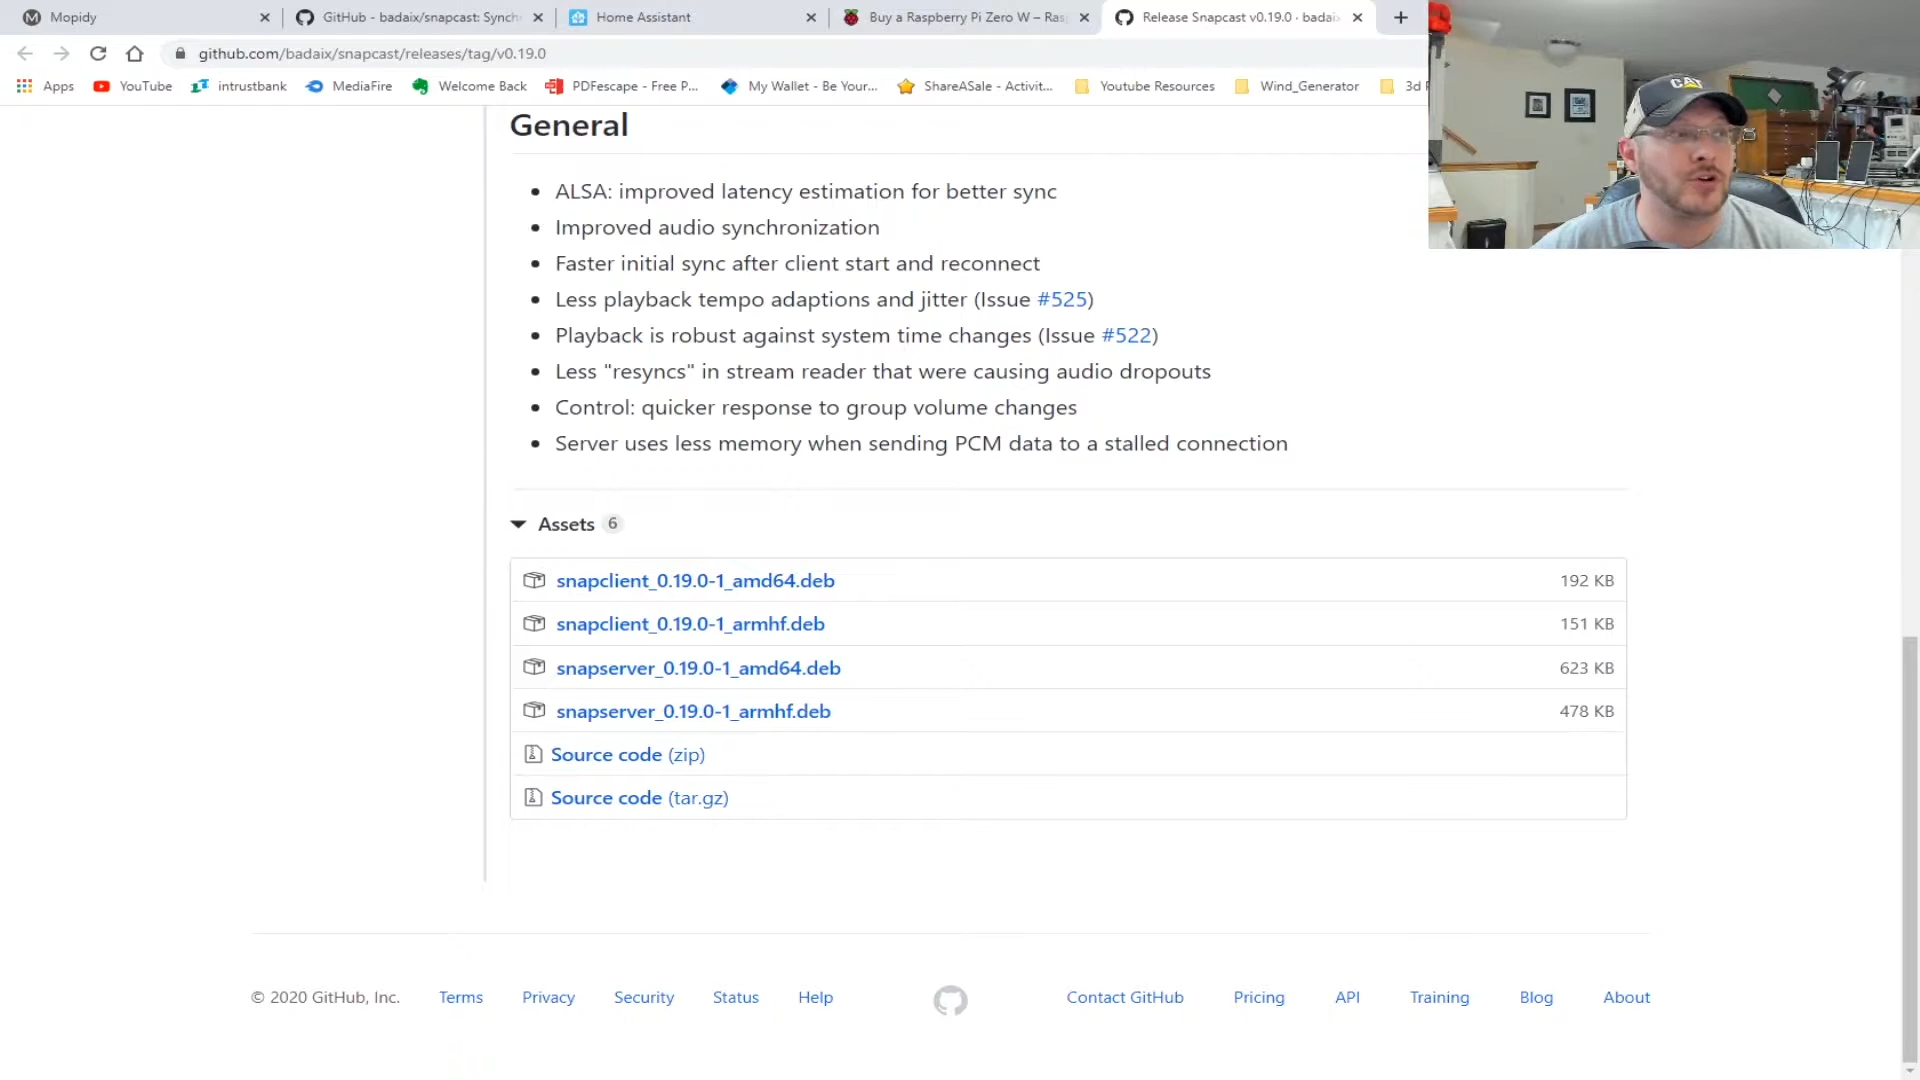 Mopidy
GitHub - badaix/snapcast: Synchr
Home Assistant
Buy a Raspberry Pi Zero W – Ras
Release Snapcast v0.19.0 · badaix
github.com/badaix/snapcast/releases/tag/v0.19.0
Apps
YouTube
intrustbank
MediaFire
Welcome Back
PDFescape - Free P...
My Wallet - Be Your...
ShareASale - Activit...
Youtube Resources
Wind_Generator
3d
CAT
General
ALSA: improved latency estimation for better sync
Improved audio synchronization
Faster initial sync after client start and reconnect
Less playback tempo adaptions and jitter (Issue #525)
Playback is robust against system time changes (Issue #522)
Less "resyncs" in stream reader that were causing audio dropouts
Control: quicker response to group volume changes
Server uses less memory when sending PCM data to a stalled connection
Assets 6
snapclient_0.19.0-1_amd64.deb 192 KB
snapclient_0.19.0-1_armhf.deb 151 KB
snapserver_0.19.0-1_amd64.deb 623 KB
snapserver_0.19.0-1_armhf.deb 478 KB
Source code (zip)
Source code (tar.gz)
© 2020 GitHub, Inc. Terms Privacy Security Status Help Contact GitHub Pricing API Training Blog About